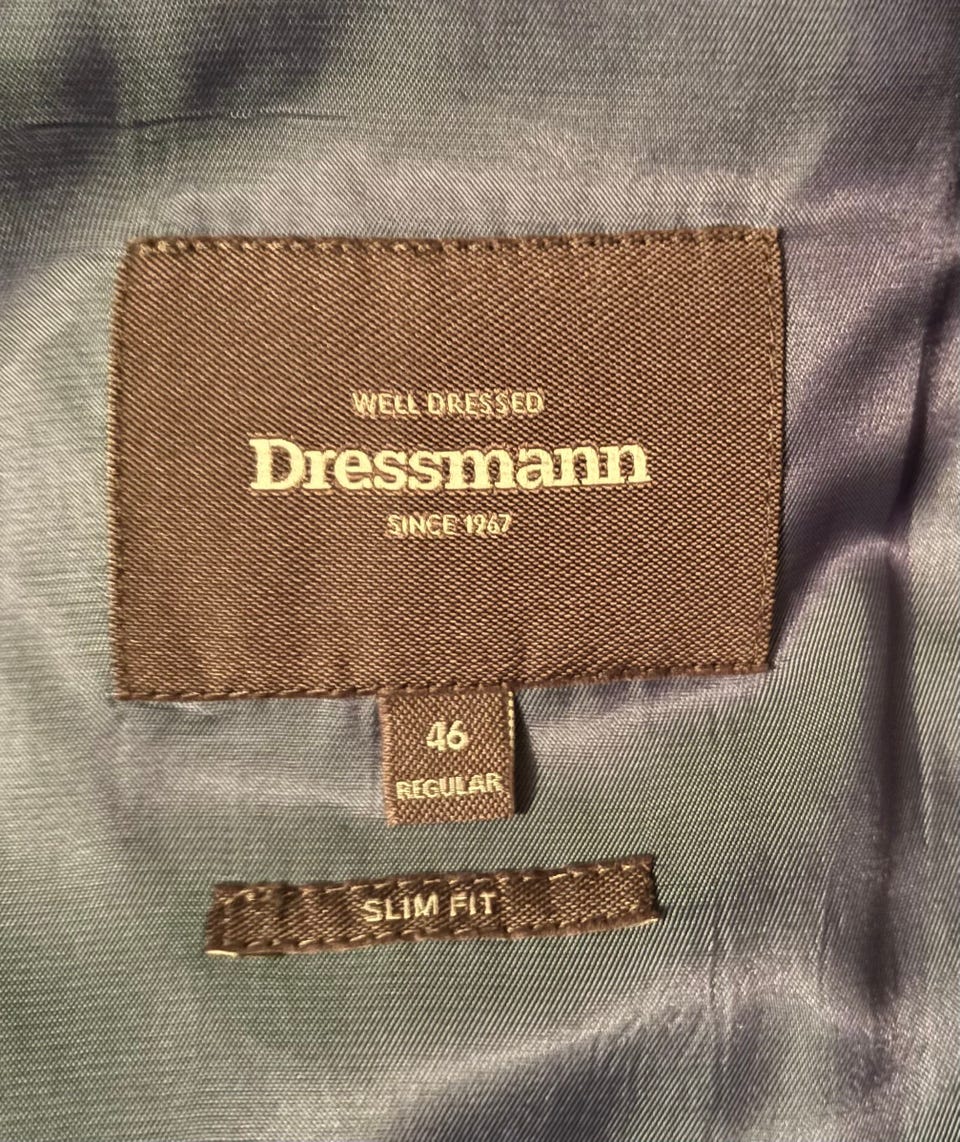 WELL DRESSED
Dressmann
SINCE 1967
46
REGULAR
SLIM FIT